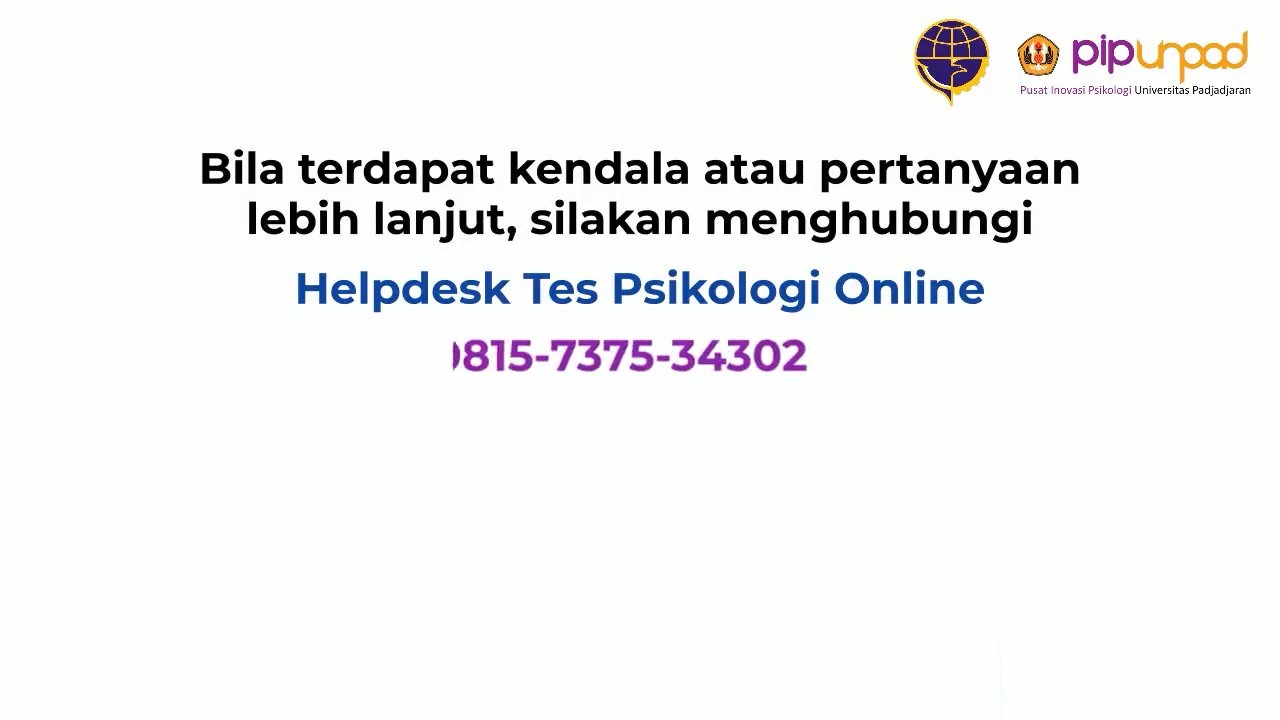 pipunpad
Pusat Inovasi Psikologi Universitas Padjadjaran
Bila terdapat kendala atau pertanyaan
lebih lanjut, silakan menghubungi
Helpdesk Tes Psikologi Online
0815-7375-34302